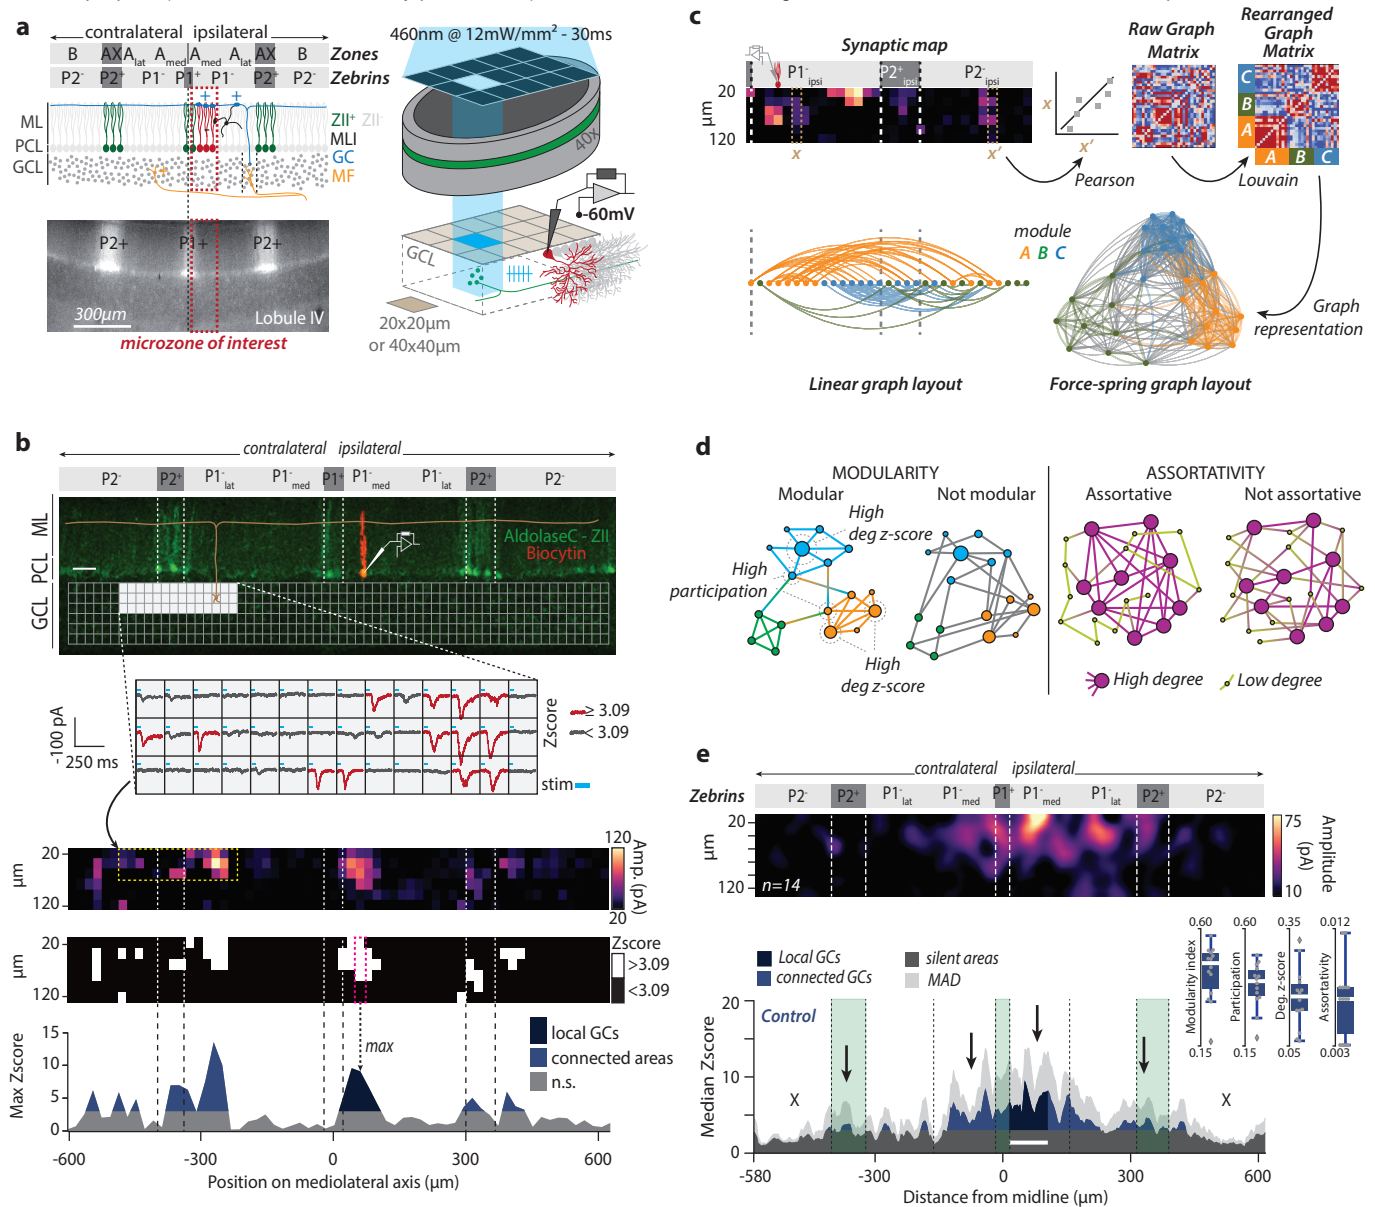 a
contralateral ipsilateral
B AX A_lat A_med A_med A_lat AX B Zones
P2⁻ P2⁺ P1⁻ P1⁺ P1⁻ P2⁺ P2⁻ Zebrins
+ +
ML
PCL
GCL
ZII⁺ ZII⁻
MLI
GC
MF
P2+ P1+ P2+
300µm
Lobule IV
microzone of interest
460nm @ 12mW/mm² - 30ms
40x
-60mV
GCL
20x20µm
or 40x40µm
c
Synaptic map
P1⁻ipsi P2⁺ipsi P2⁻ipsi
20
µm
120
x x'
x
x'
Pearson
Raw Graph
Matrix
Rearranged
Graph
Matrix
C
B
A
A B C
Louvain
module
A B C
Graph
representation
Linear graph layout
Force-spring graph layout
b
contralateral ipsilateral
P2⁻ P2⁺ P1⁻lat P1⁻med P1⁺ P1⁻med P1⁻lat P2⁺ P2⁻
ML
PCL
GCL
AldolaseC - ZII
Biocytin
-100 pA
250 ms
Zscore
≥ 3.09
< 3.09
stim
20
µm
120
120
Amp. (pA)
20
20
µm
120
Zscore
>3.09
<3.09
max
local GCs
connected areas
n.s.
Max Zscore
15
10
5
0
-600 -300 0 300 600
Position on mediolateral axis (µm)
d
MODULARITY
Modular Not modular
High
deg z-score
High
participation
High
deg z-score
ASSORTATIVITY
Assortative Not assortative
High degree Low degree
e
contralateral ipsilateral
Zebrins P2⁻ P2⁺ P1⁻lat P1⁻med P1⁺ P1⁻med P1⁻lat P2⁺ P2⁻
20
µm
120
n=14
75
Amplitude
(pA)
10
Local GCs
connected GCs
silent areas
MAD
0.60 0.60 0.35 0.012
Modularity index
Participation
Deg. z-score
Assortativity
0.15 0.15 0.05 0.003
Control
X X
Median Zscore
20
15
10
5
0
-580 -300 0 300 600
Distance from midline (µm)